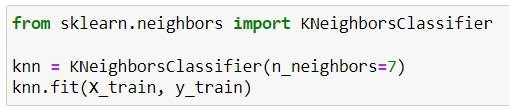 from sklearn.neighbors import KNeighborsClassifier
knn = KNeighborsClassifier(n_neighbors=7)
knn.fit(X_train, y_train)